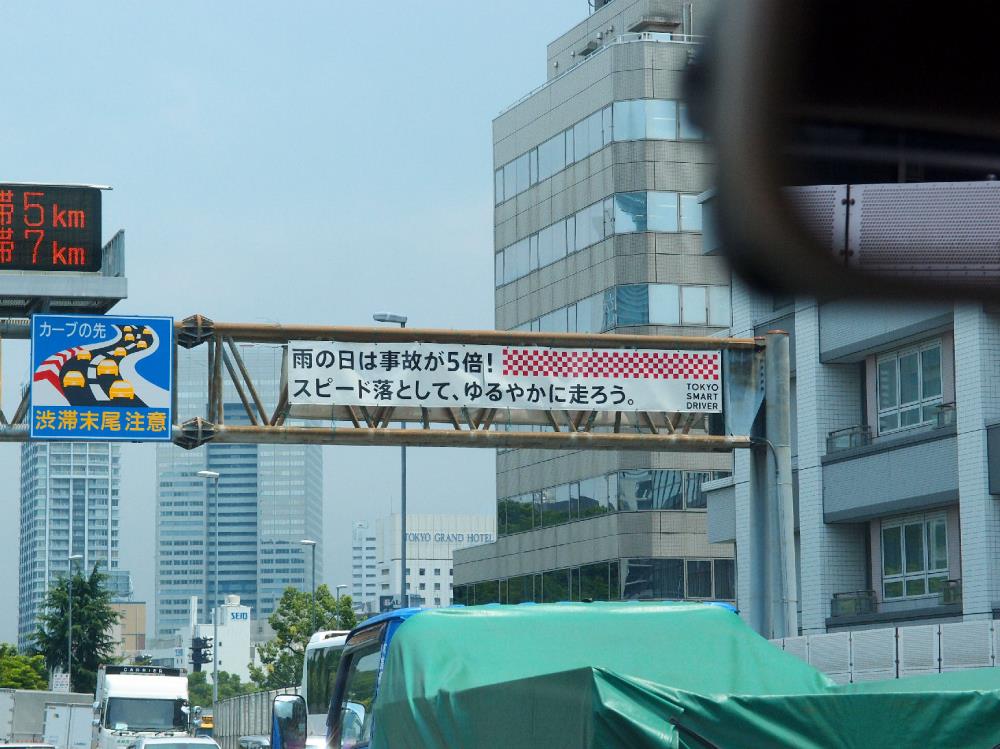 帯5km
帯7km
カーブの先
渋滞末尾注意
雨の日は事故が5倍!
スピード落として、ゆるやかに走ろう。
TOKYO
SMART
DRIVER
TOKYO GRAND HOTEL
SEIO
CARRIER